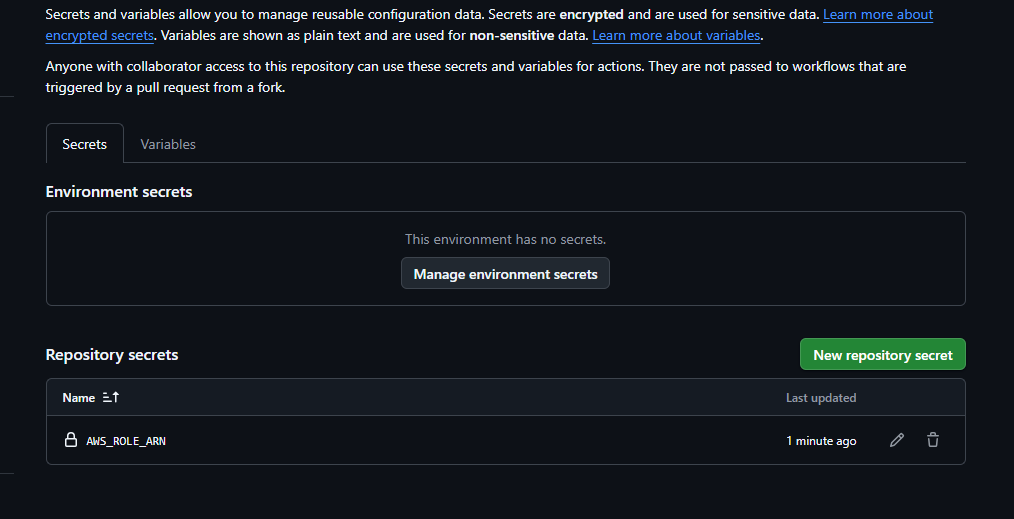 Secrets and variables allow you to manage reusable configuration data. Secrets are encrypted and are used for sensitive data. Learn more about
encrypted secrets. Variables are shown as plain text and are used for non-sensitive data. Learn more about variables.
Anyone with collaborator access to this repository can use these secrets and variables for actions. They are not passed to workflows that are
triggered by a pull request from a fork.
Secrets Variables
Environment secrets
This environment has no secrets.
Manage environment secrets
Repository secrets New repository secret
Name Last updated
AWS_ROLE_ARN 1 minute ago